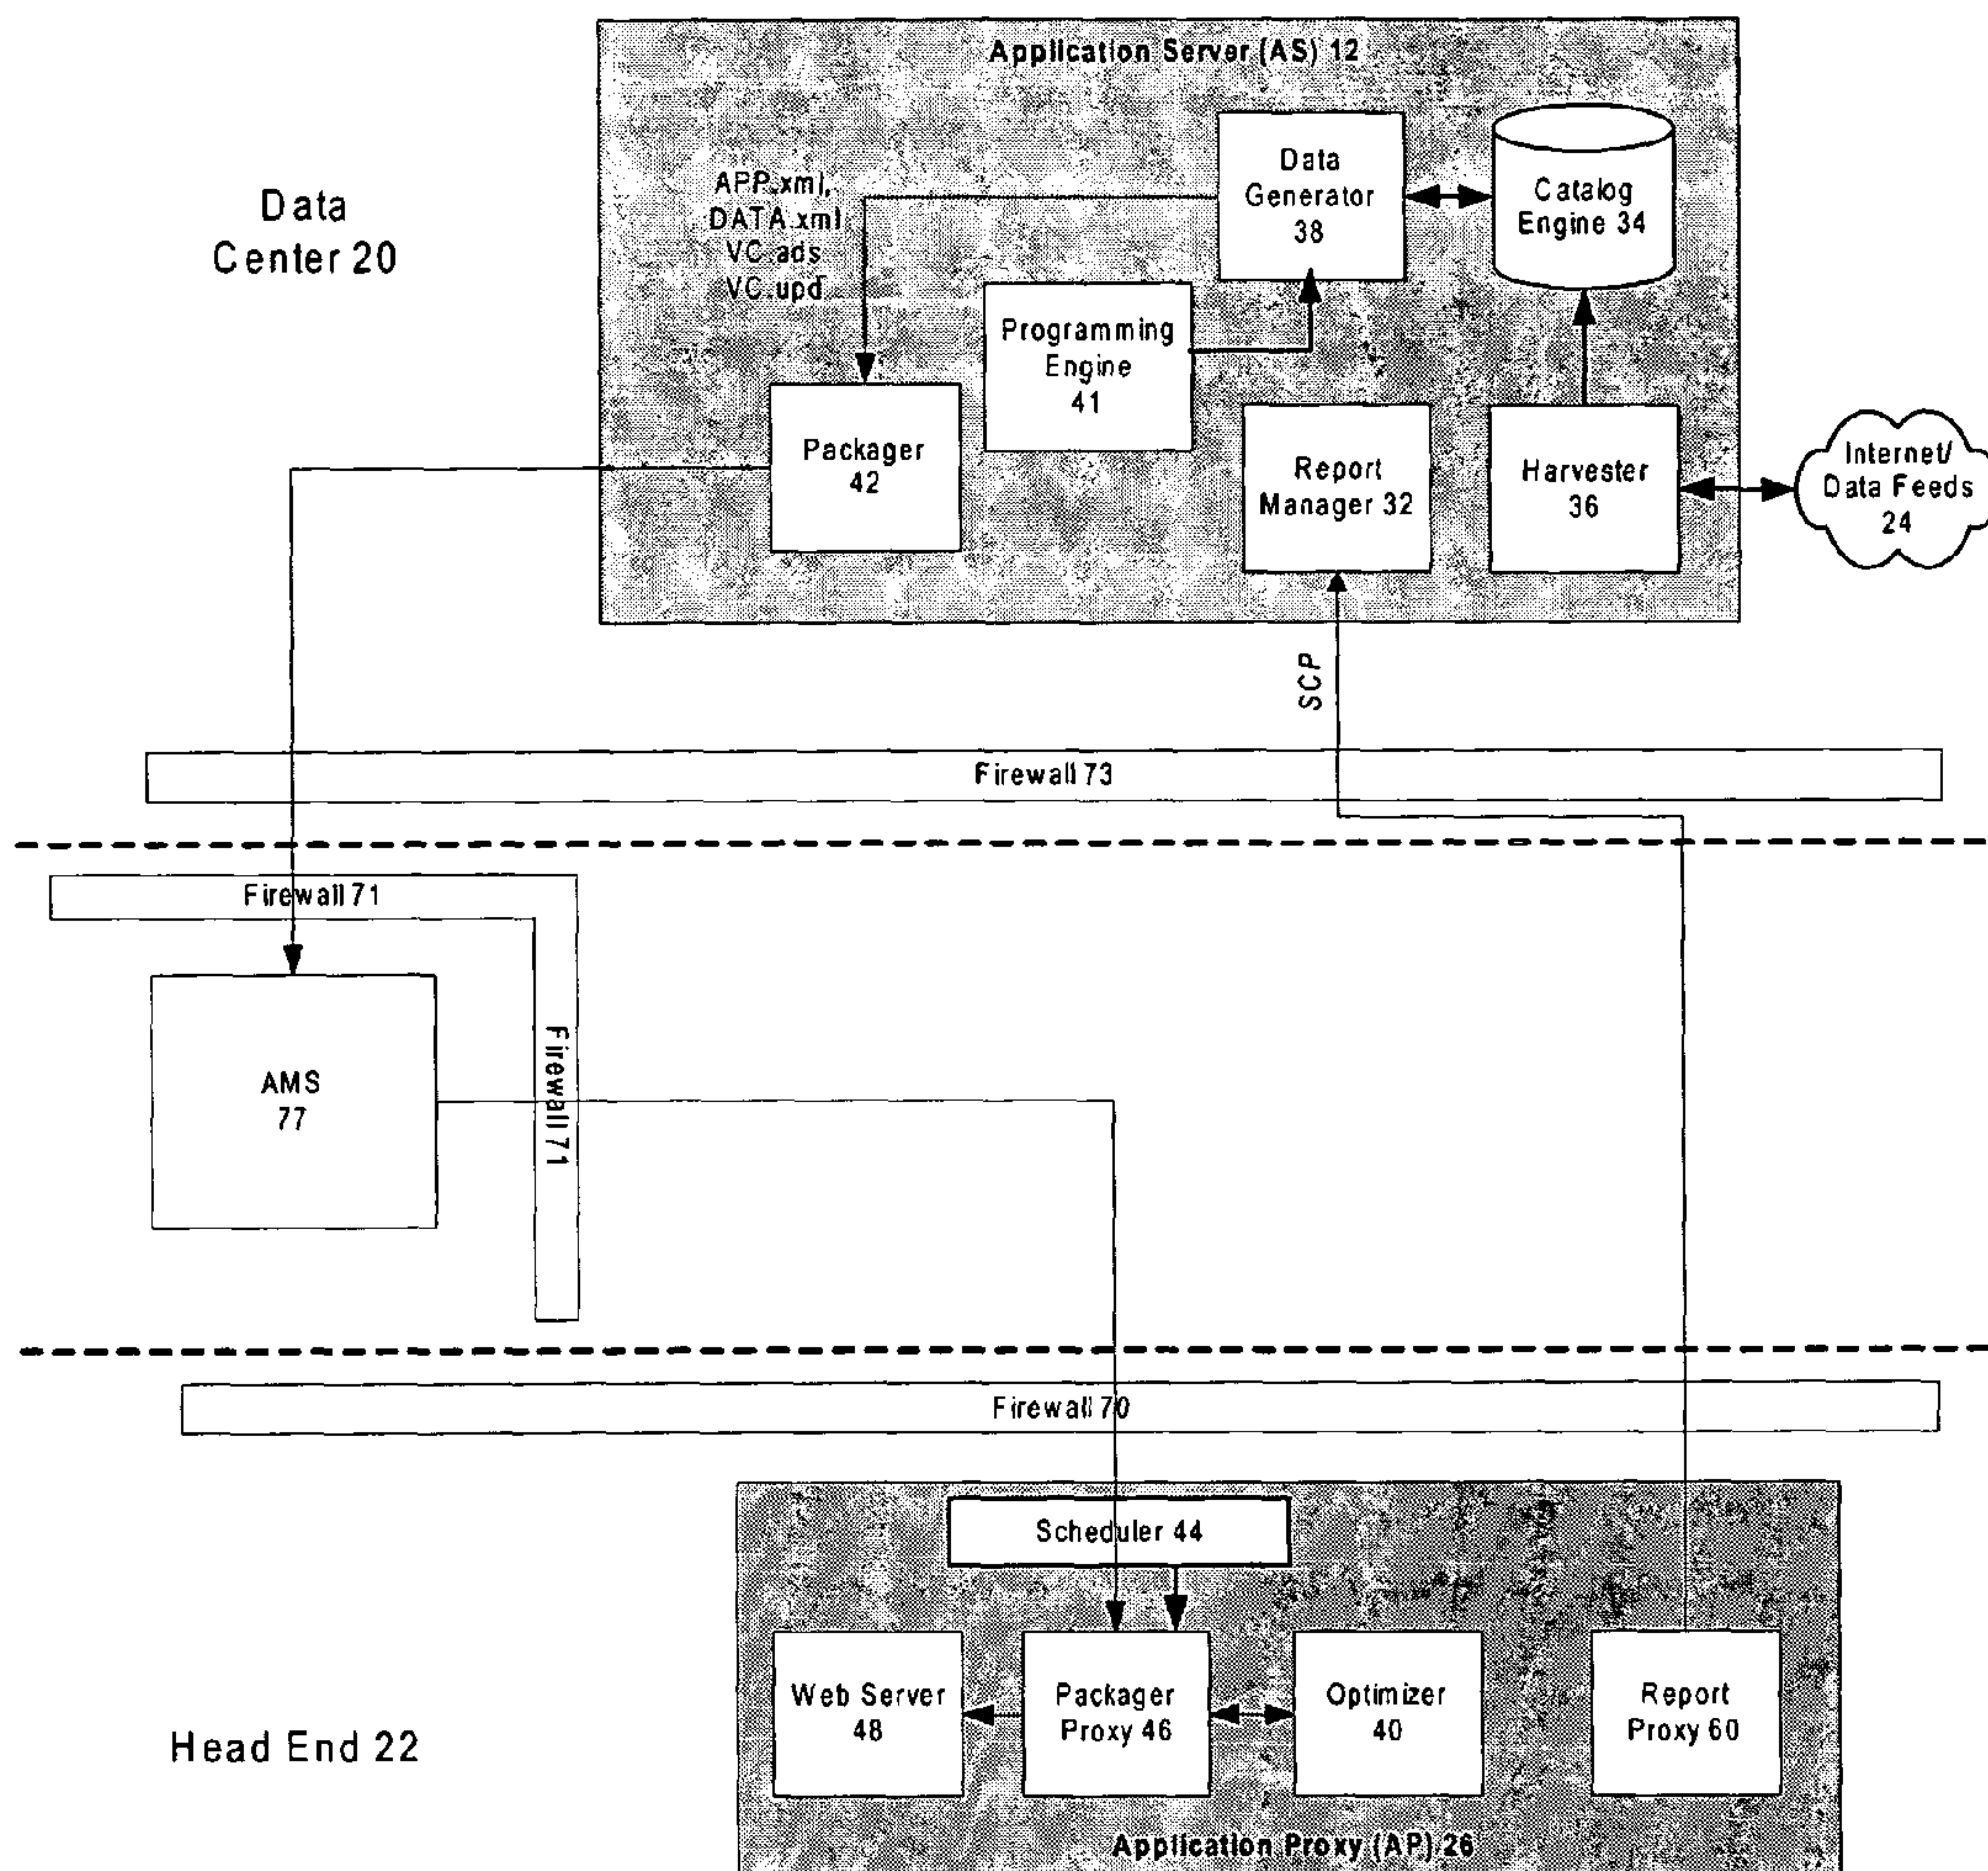 Application Server (AS) 12
Data
Center 20
APP.xml,
DATA.xml
VC.ads
VC.upd
Data
Generator
38
Catalog
Engine 34
Programming
Engine
41
Packager
42
Report
Manager 32
Harvester
36
Internet/
Data Feeds
24
SCP
Firewall 73
Firewall 71
AMS
77
Firewall 71
Firewall 70
Scheduler 44
Web Server
48
Packager
Proxy 46
Optimizer
40
Report
Proxy 60
Head End 22
Application Proxy (AP) 26